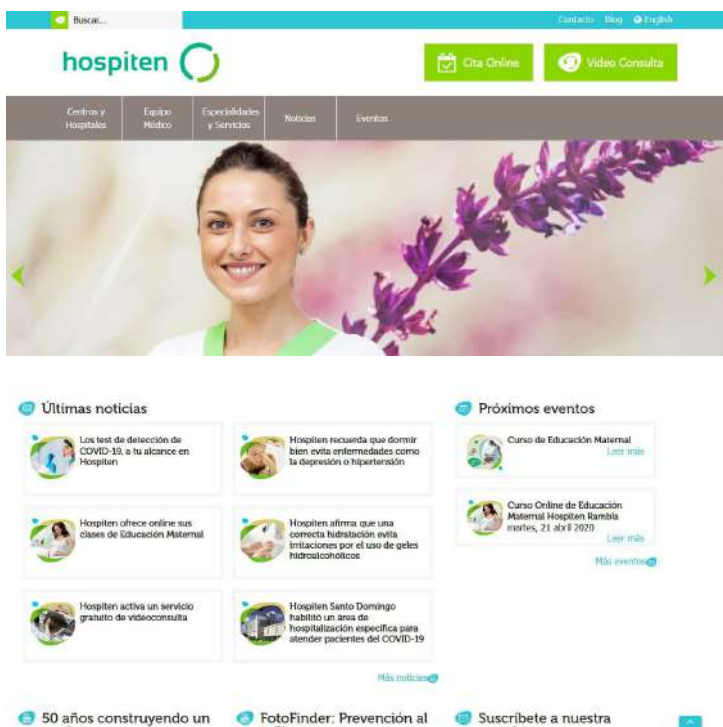 Buscar...
Contacto Blog English
hospiten
Cita Online
Video Consulta
Centros y
Hospitales
Equipo
Médico
Especialidades
y Servicios
Noticias
Eventos
Últimas noticias
Los test de detección de
COVID-19, a tu alcance en
Hospiten
Hospiten recuerda que dormir
bien evita enfermedades como
la depresión o hipertensión
Hospiten ofrece online sus
clases de Educación Maternal
Hospiten afirma que una
correcta hidratación evita
irritaciones por el uso de geles
hidroalcohólicos
Hospiten activa un servicio
gratuito de videoconsulta
Hospiten Santo Domingo
habilitó un área de
hospitalización específica para
atender pacientes del COVID-19
Más noticias
Próximos eventos
Curso de Educación Maternal
Leer más
Curso Online de Educación
Maternal Hospiten Rambla
martes, 21 abril 2020
Leer más
Más eventos
50 años construyendo un
FotoFinder: Prevención al
Suscríbete a nuestra